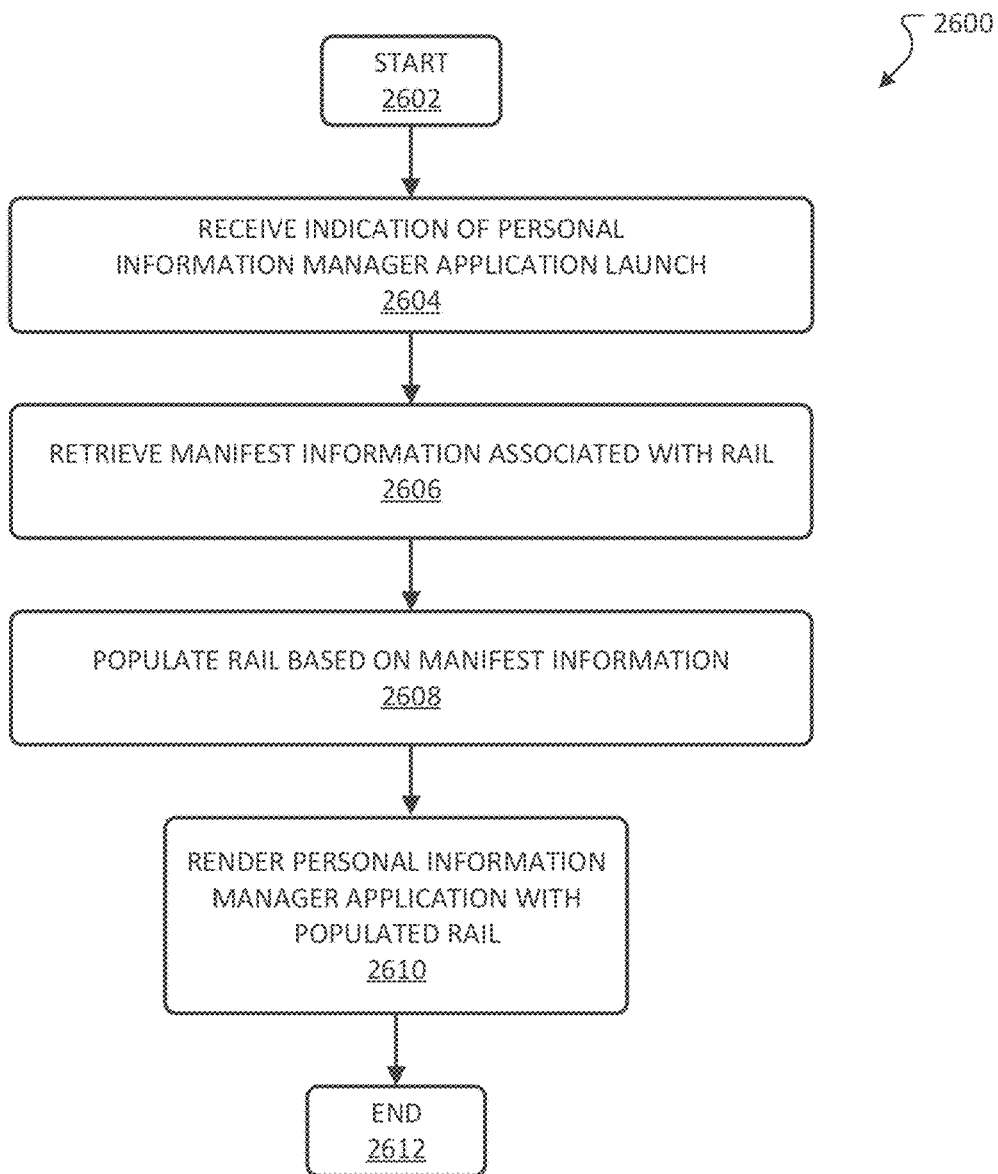 2600
START
2602
RECEIVE INDICATION OF PERSONAL
INFORMATION MANAGER APPLICATION LAUNCH
2604
RETRIEVE MANIFEST INFORMATION ASSOCIATED WITH RAIL
2606
POPULATE RAIL BASED ON MANIFEST INFORMATION
2608
RENDER PERSONAL INFORMATION
MANAGER APPLICATION WITH
POPULATED RAIL
2610
END
2612